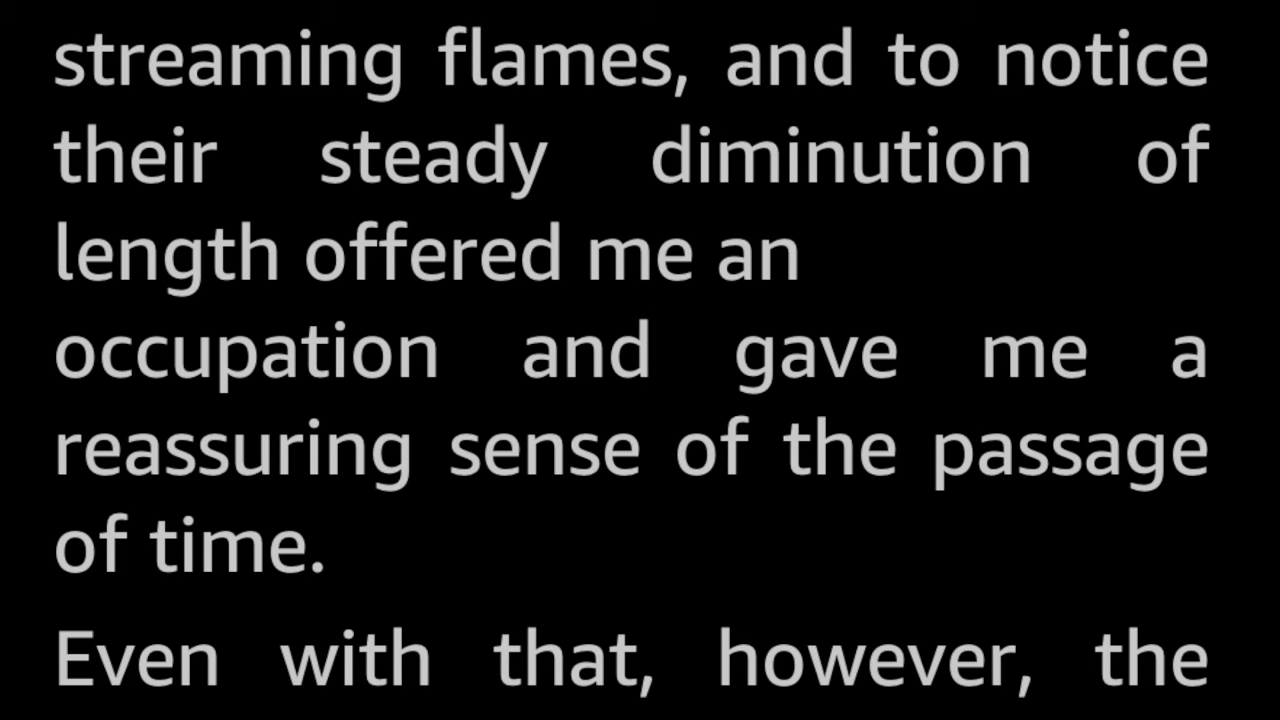 streaming flames, and to notice
their steady diminution of
length offered me an
occupation and gave me a
reassuring sense of the passage
of time.
Even with that, however, the